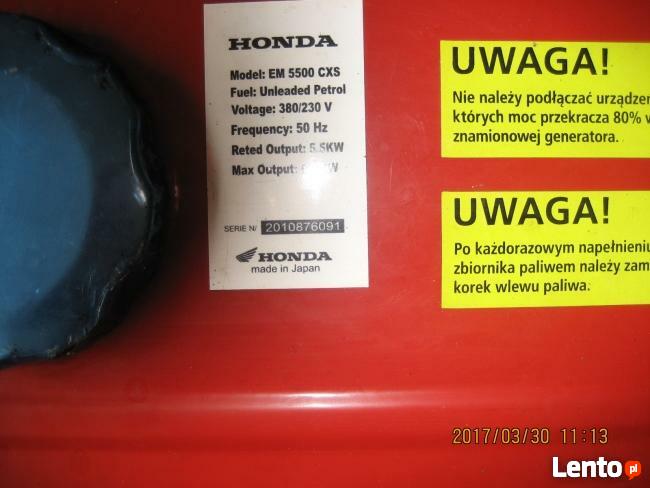 HONDA
Model: EM 5500 CXS
Fuel: Unleaded Petrol
Voltage: 380/230 V
Frequency: 50 Hz
Reted Output: 5.5KW
Max Output:
SERIE N/ 2010876091
HONDA
made in Japan
UWAGA!
Nie należy podłączać
których moc przekracza 80%
znamionowej generatora.
UWAGA!
Po każdorazowym napełnieniu
zbiornika paliwem należy
korek wlewu paliwa.
2017/03/30 11:13
Lento.pl